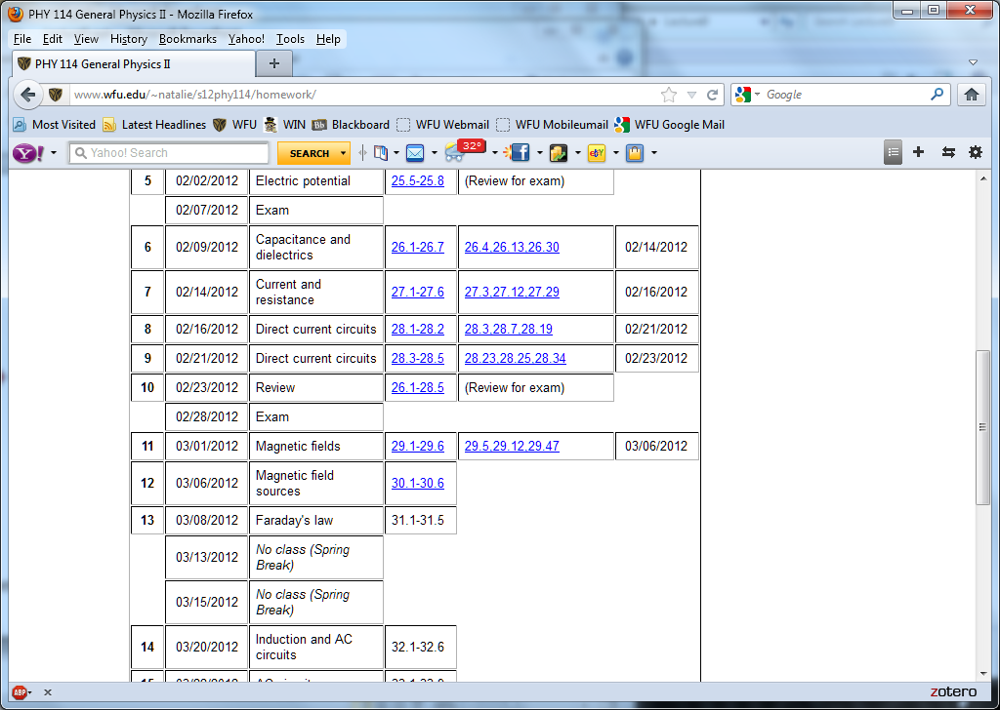 PHY 114 General Physics II - Mozilla Firefox
File Edit View History Bookmarks Yahoo! Tools Help
PHY 114 General Physics II
www.wfu.edu/~natalie/s12phy114/homework/
Google
Most Visited Latest Headlines WFU WIN Bb Blackboard WFU Webmail WFU Mobileumail WFU Google Mail
Y! Yahoo! Search SEARCH 32° ebY
5 02/02/2012 Electric potential 25.5-25.8 (Review for exam)
02/07/2012 Exam
6 02/09/2012 Capacitance and dielectrics 26.1-26.7 26.4,26.13,26.30 02/14/2012
7 02/14/2012 Current and resistance 27.1-27.6 27.3,27.12,27.29 02/16/2012
8 02/16/2012 Direct current circuits 28.1-28.2 28.3,28.7,28.19 02/21/2012
9 02/21/2012 Direct current circuits 28.3-28.5 28.23,28.25,28.34 02/23/2012
10 02/23/2012 Review 26.1-28.5 (Review for exam)
02/28/2012 Exam
11 03/01/2012 Magnetic fields 29.1-29.6 29.5,29.12,29.47 03/06/2012
12 03/06/2012 Magnetic field sources 30.1-30.6
13 03/08/2012 Faraday's law 31.1-31.5
03/13/2012 No class (Spring Break)
03/15/2012 No class (Spring Break)
14 03/20/2012 Induction and AC circuits 32.1-32.6
ABP zotero